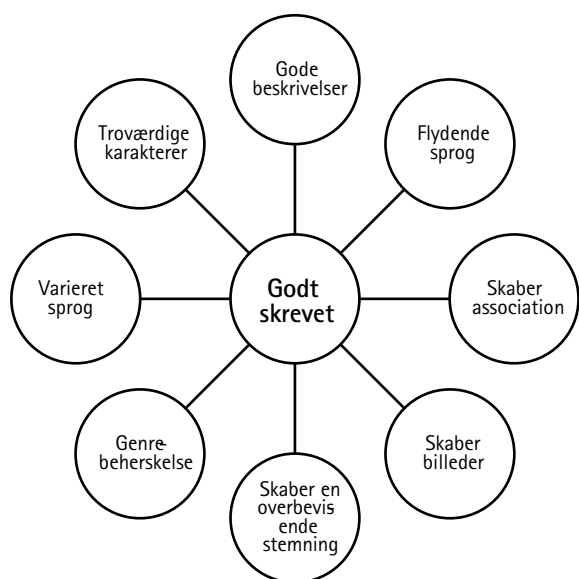 Gode
beskrivelser
Flydende
sprog
Skaber
association
Skaber
billeder
Skaber en
overbevis-
ende
stemning
Genre-
beherskelse
Varieret
sprog
Troværdige
karakterer
Godt
skrevet